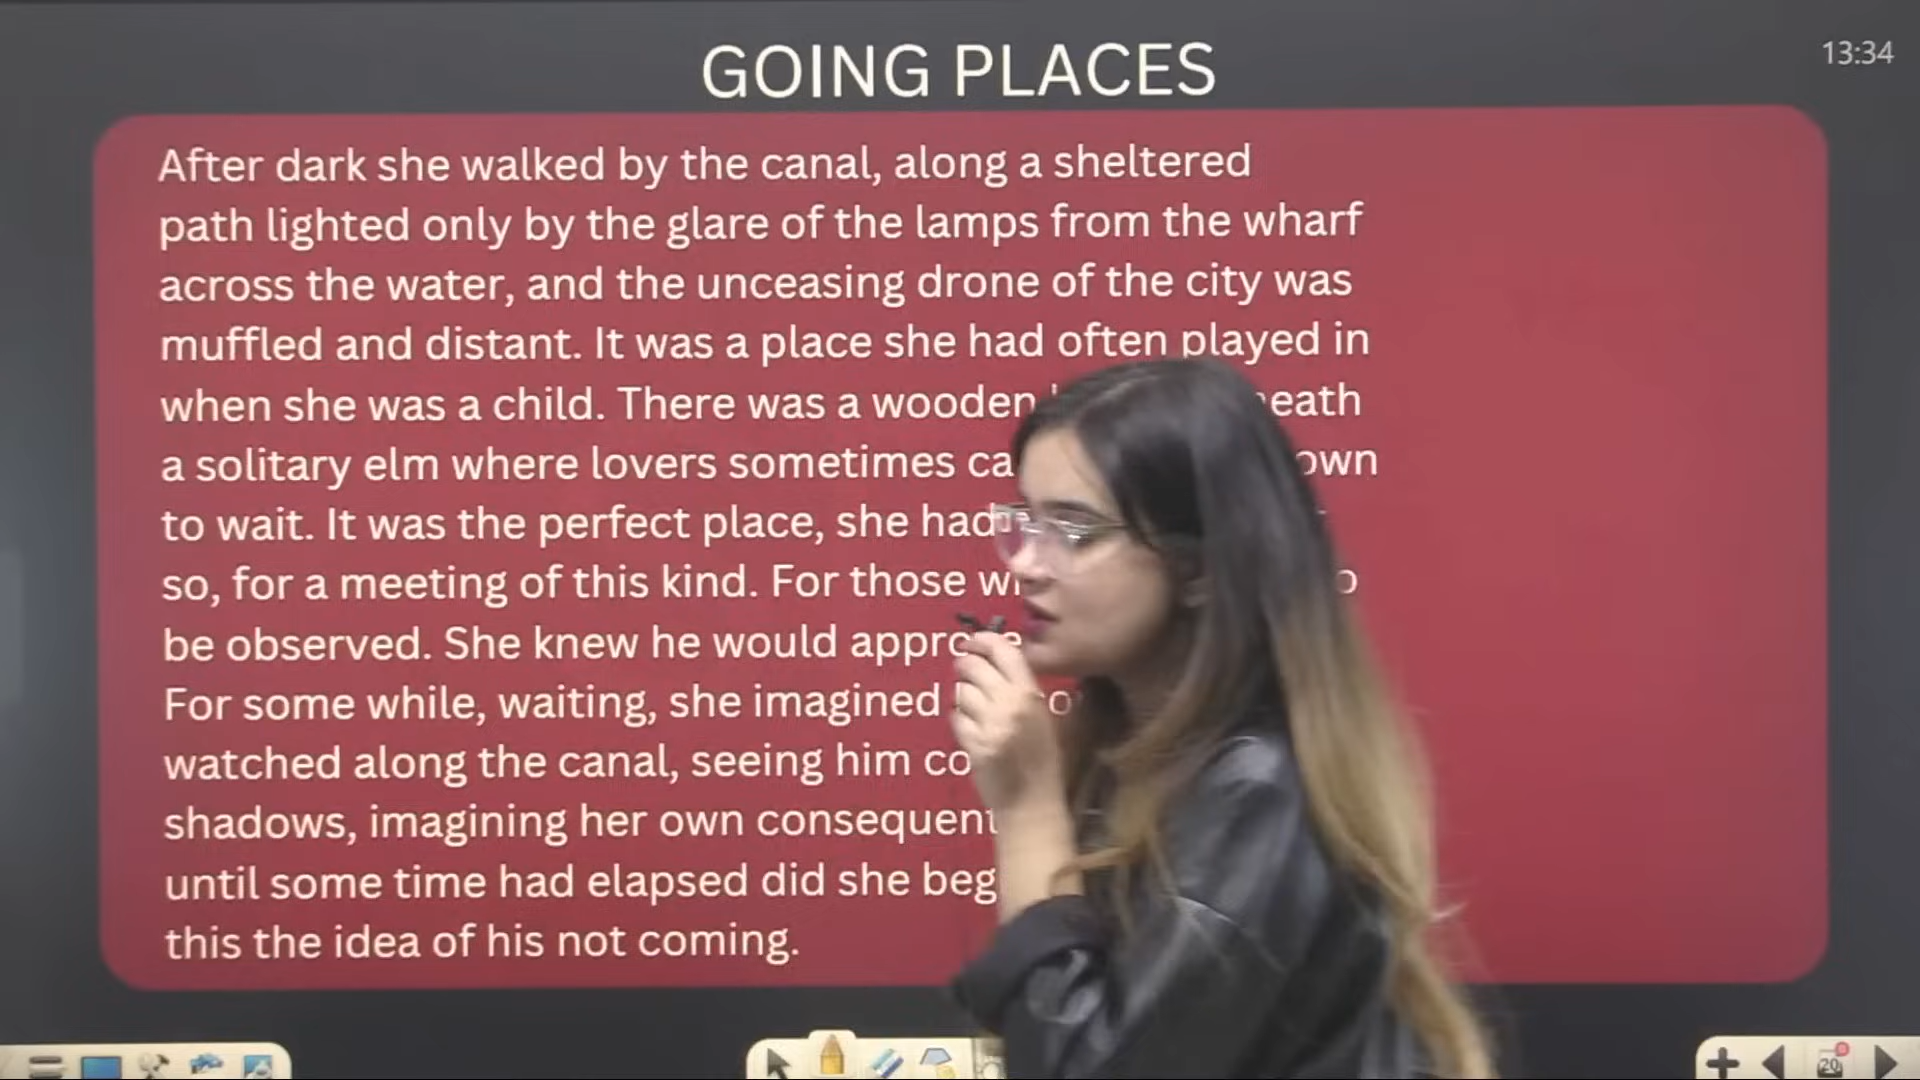 GOING PLACES
13:34
After dark she walked by the canal, along a sheltered
path lighted only by the glare of the lamps from the wharf
across the water, and the unceasing drone of the city was
muffled and distant. It was a place she had often played in
when she was a child. There was a wooden
a solitary elm where lovers sometimes
to wait. It was the perfect place, she had
so, for a meeting of this kind. For those
be observed. She knew he would
For some while, waiting, she imagined
watched along the canal, seeing him
shadows, imagining her own
until some time had elapsed did she
this the idea of his not coming.
20